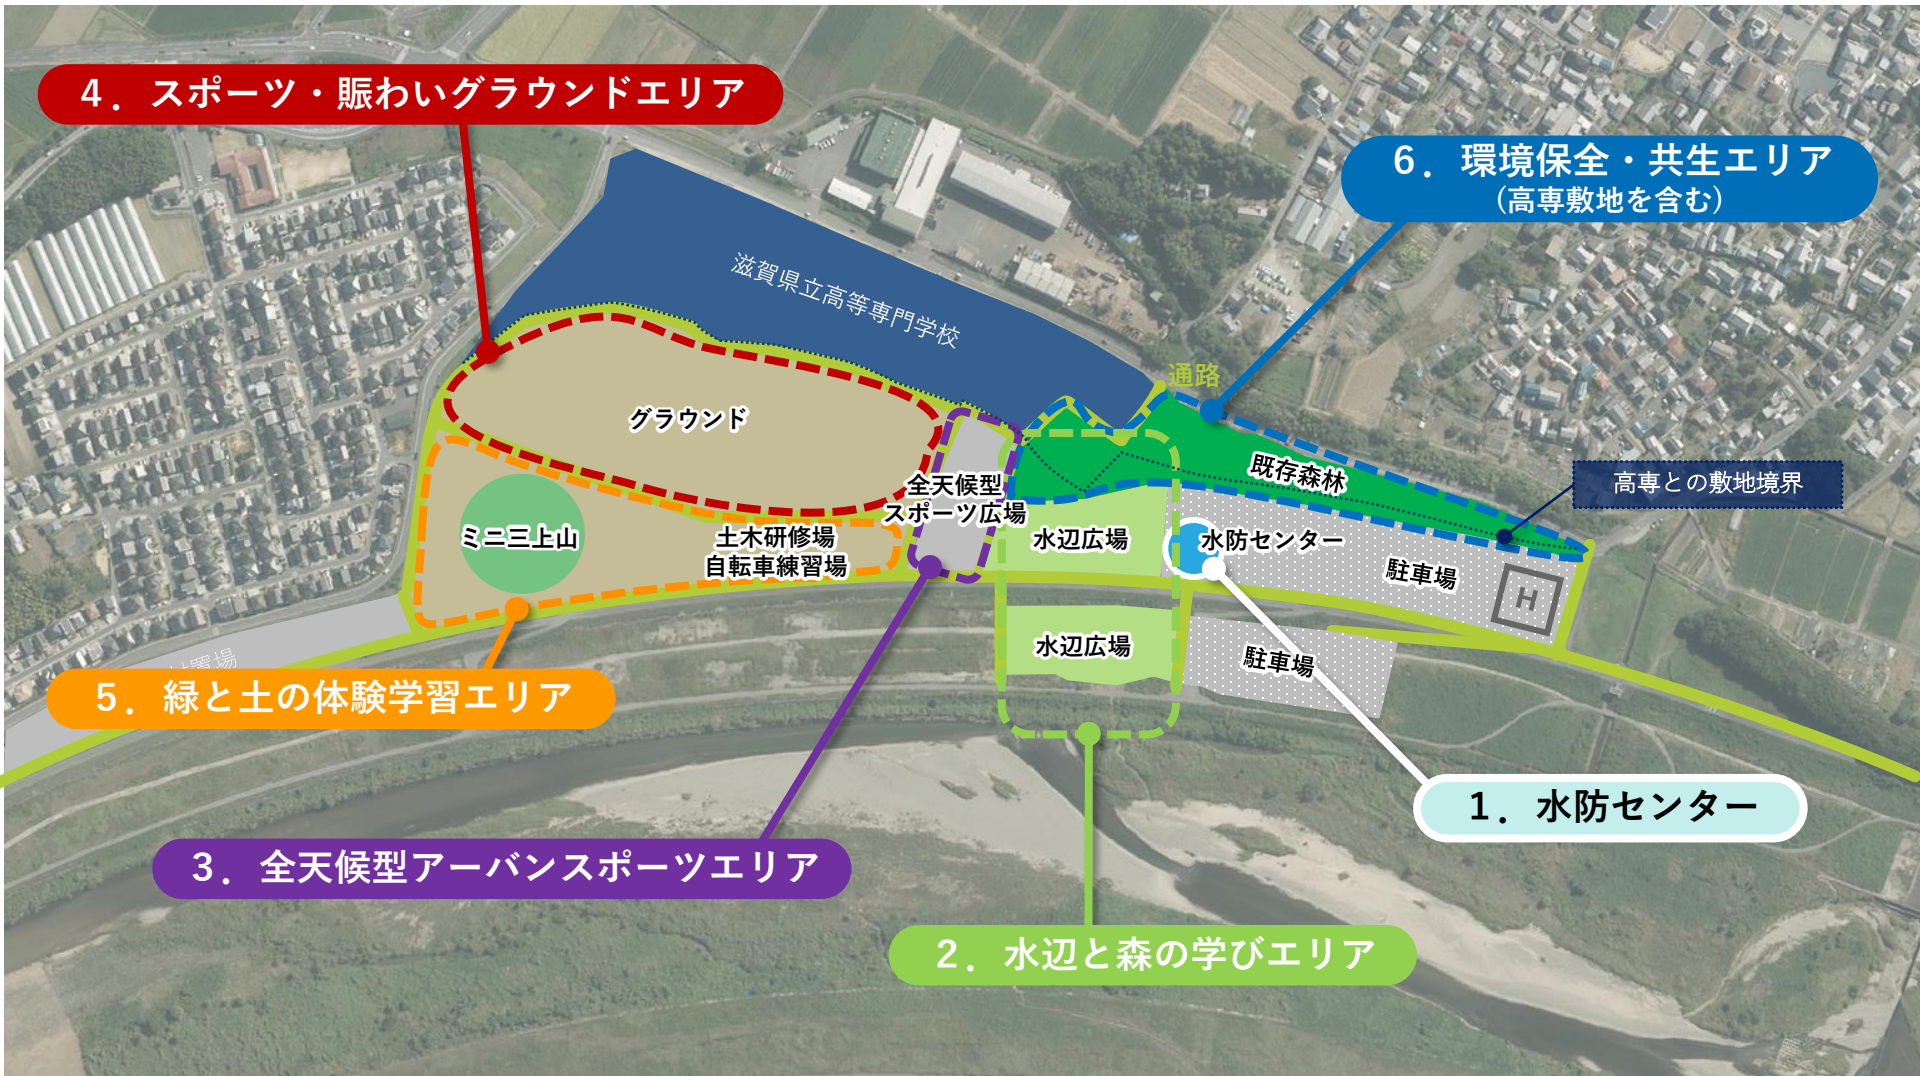 4．スポーツ・賑わいグラウンドエリア
6．環境保全・共生エリア
（高専敷地を含む）
滋賀県立高等専門学校
通路
グラウンド
既存森林
高専との敷地境界
全天候型
スポーツ広場
ミニ三上山
土木研修場
自転車練習場
水辺広場
水防センター
駐車場
H
水辺広場
駐車場
置場
5．緑と土の体験学習エリア
1．水防センター
3．全天候型アーバンスポーツエリア
2．水辺と森の学びエリア